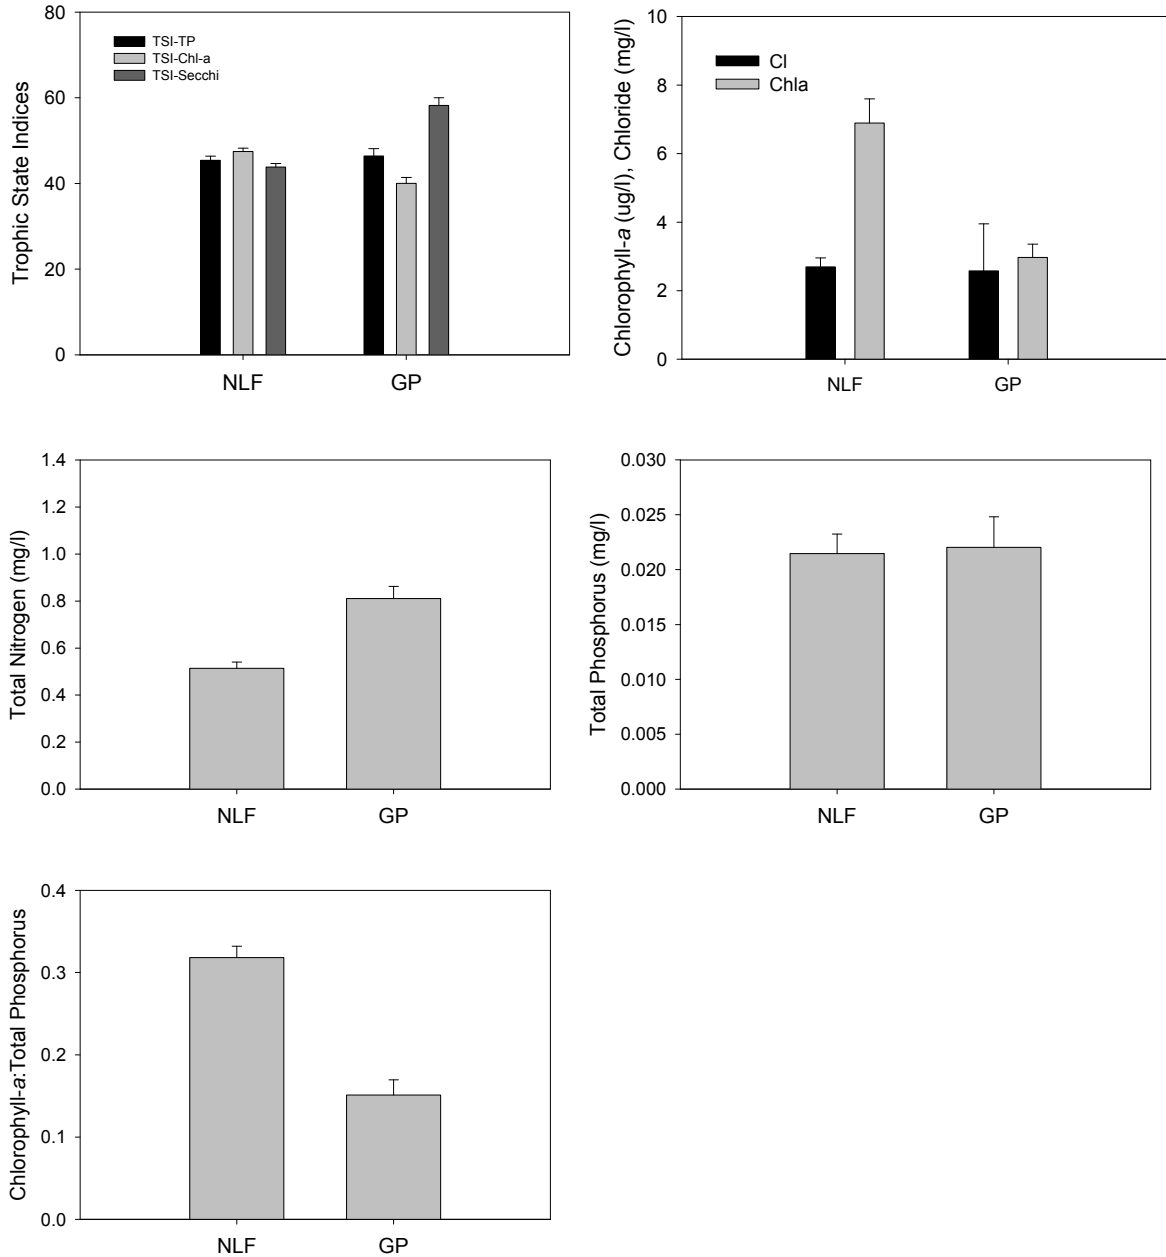 Trophic State Indices
80
60
40
20
0
TSI-TP
TSI-Chl-a
TSI-Secchi
NLF GP
Chlorophyll-a (ug/l), Chloride (mg/l)
10
8
6
4
2
0
Cl
Chla
NLF GP
Total Nitrogen (mg/l)
1.4
1.2
1.0
0.8
0.6
0.4
0.2
0.0
NLF GP
Total Phosphorus (mg/l)
0.030
0.025
0.020
0.015
0.010
0.005
0.000
NLF GP
Chlorophyll-a:Total Phosphorus
0.4
0.3
0.2
0.1
0.0
NLF GP